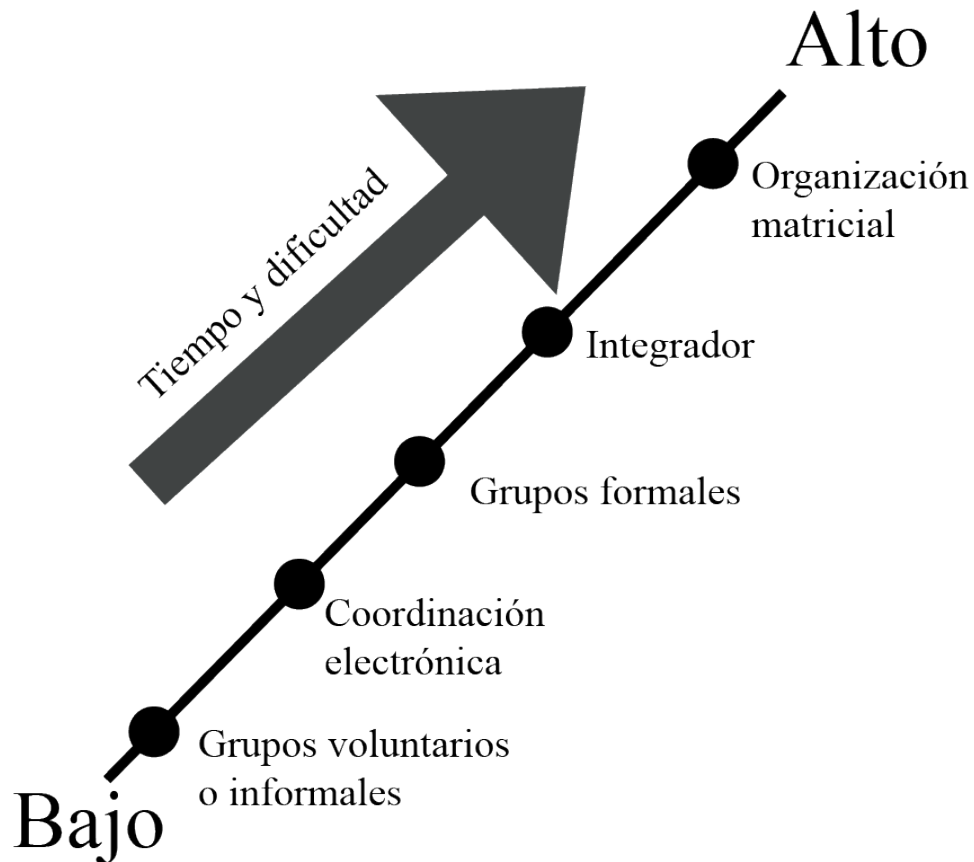 Alto
Organización
matricial
Tiempo y dificultad
Integrador
Grupos formales
Coordinación
electrónica
Grupos voluntarios
o informales
Bajo